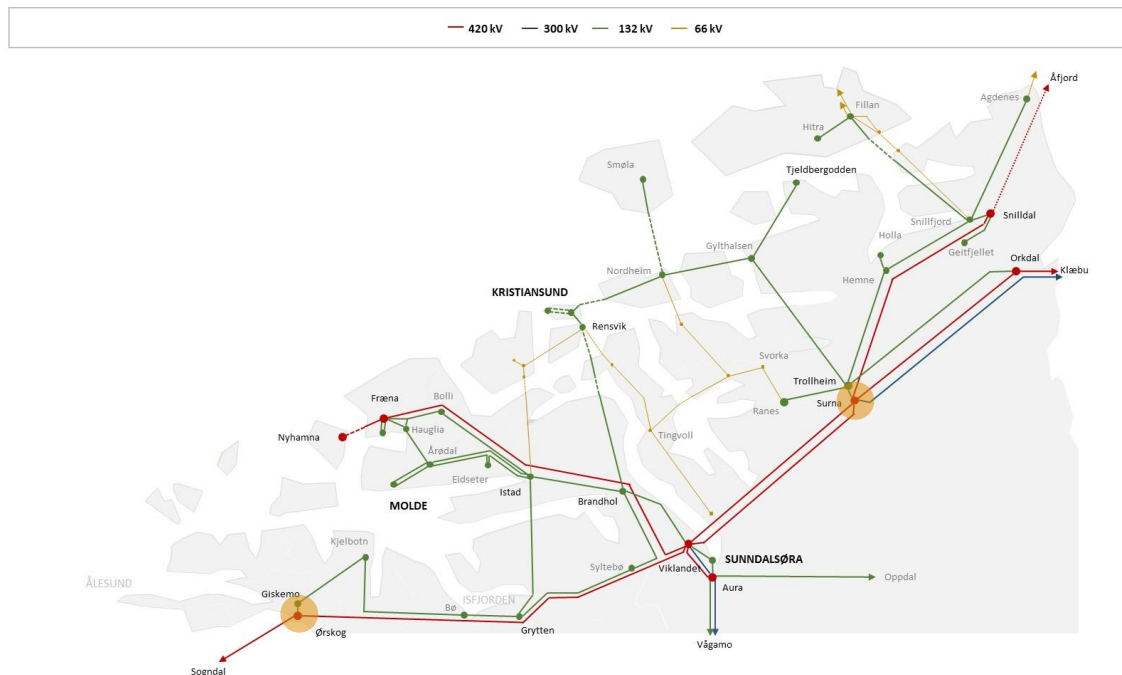 420 kV 300 kV 132 kV 66 kV
Åfjord
Agdenes
Fillan
Hitra
Smøla
Tjeldbergodden
Snillfjord
Snilldal
Holla
Geitfjellet
Gylthalsen
Orkdal
Klæbu
Nordheim
Hemne
KRISTIANSUND
Rensvik
Svorka
Trollheim
Fræna
Bolli
Surna
Ranes
Hauglia
Nyhamna
Tingvoll
Årødal
Eidseter
Istad
Brandhol
MOLDE
Kjelbotn
SUNNDALSØRA
Syltebø
Viklandet
ÅLESUND
Aura
Oppdal
Giskemo
ISFJORDEN
Bø
Ørskog
Grytten
Vågamo
Sogndal